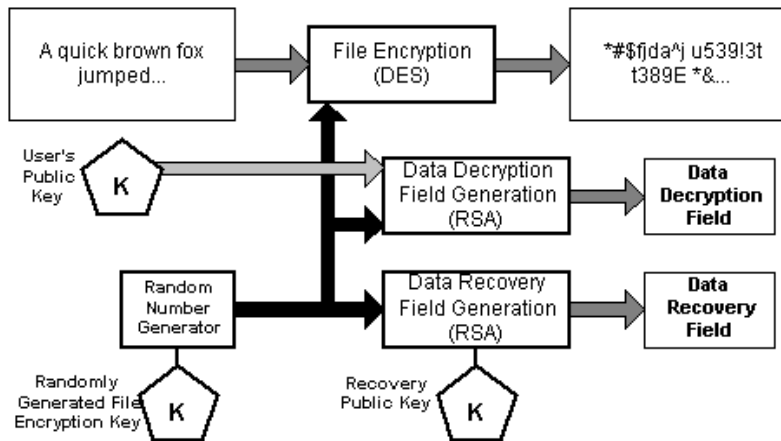 A quick brown fox
jumped...
File Encryption
(DES)
*#$fjda^j u539!3t
t389E *&...
User's
Public
Key
K
Data Decryption
Field Generation
(RSA)
Data
Decryption
Field
Random
Number
Generator
Data Recovery
Field Generation
(RSA)
Data
Recovery
Field
Randomly
Generated File
Encryption Key
K
Recovery
Public Key
K